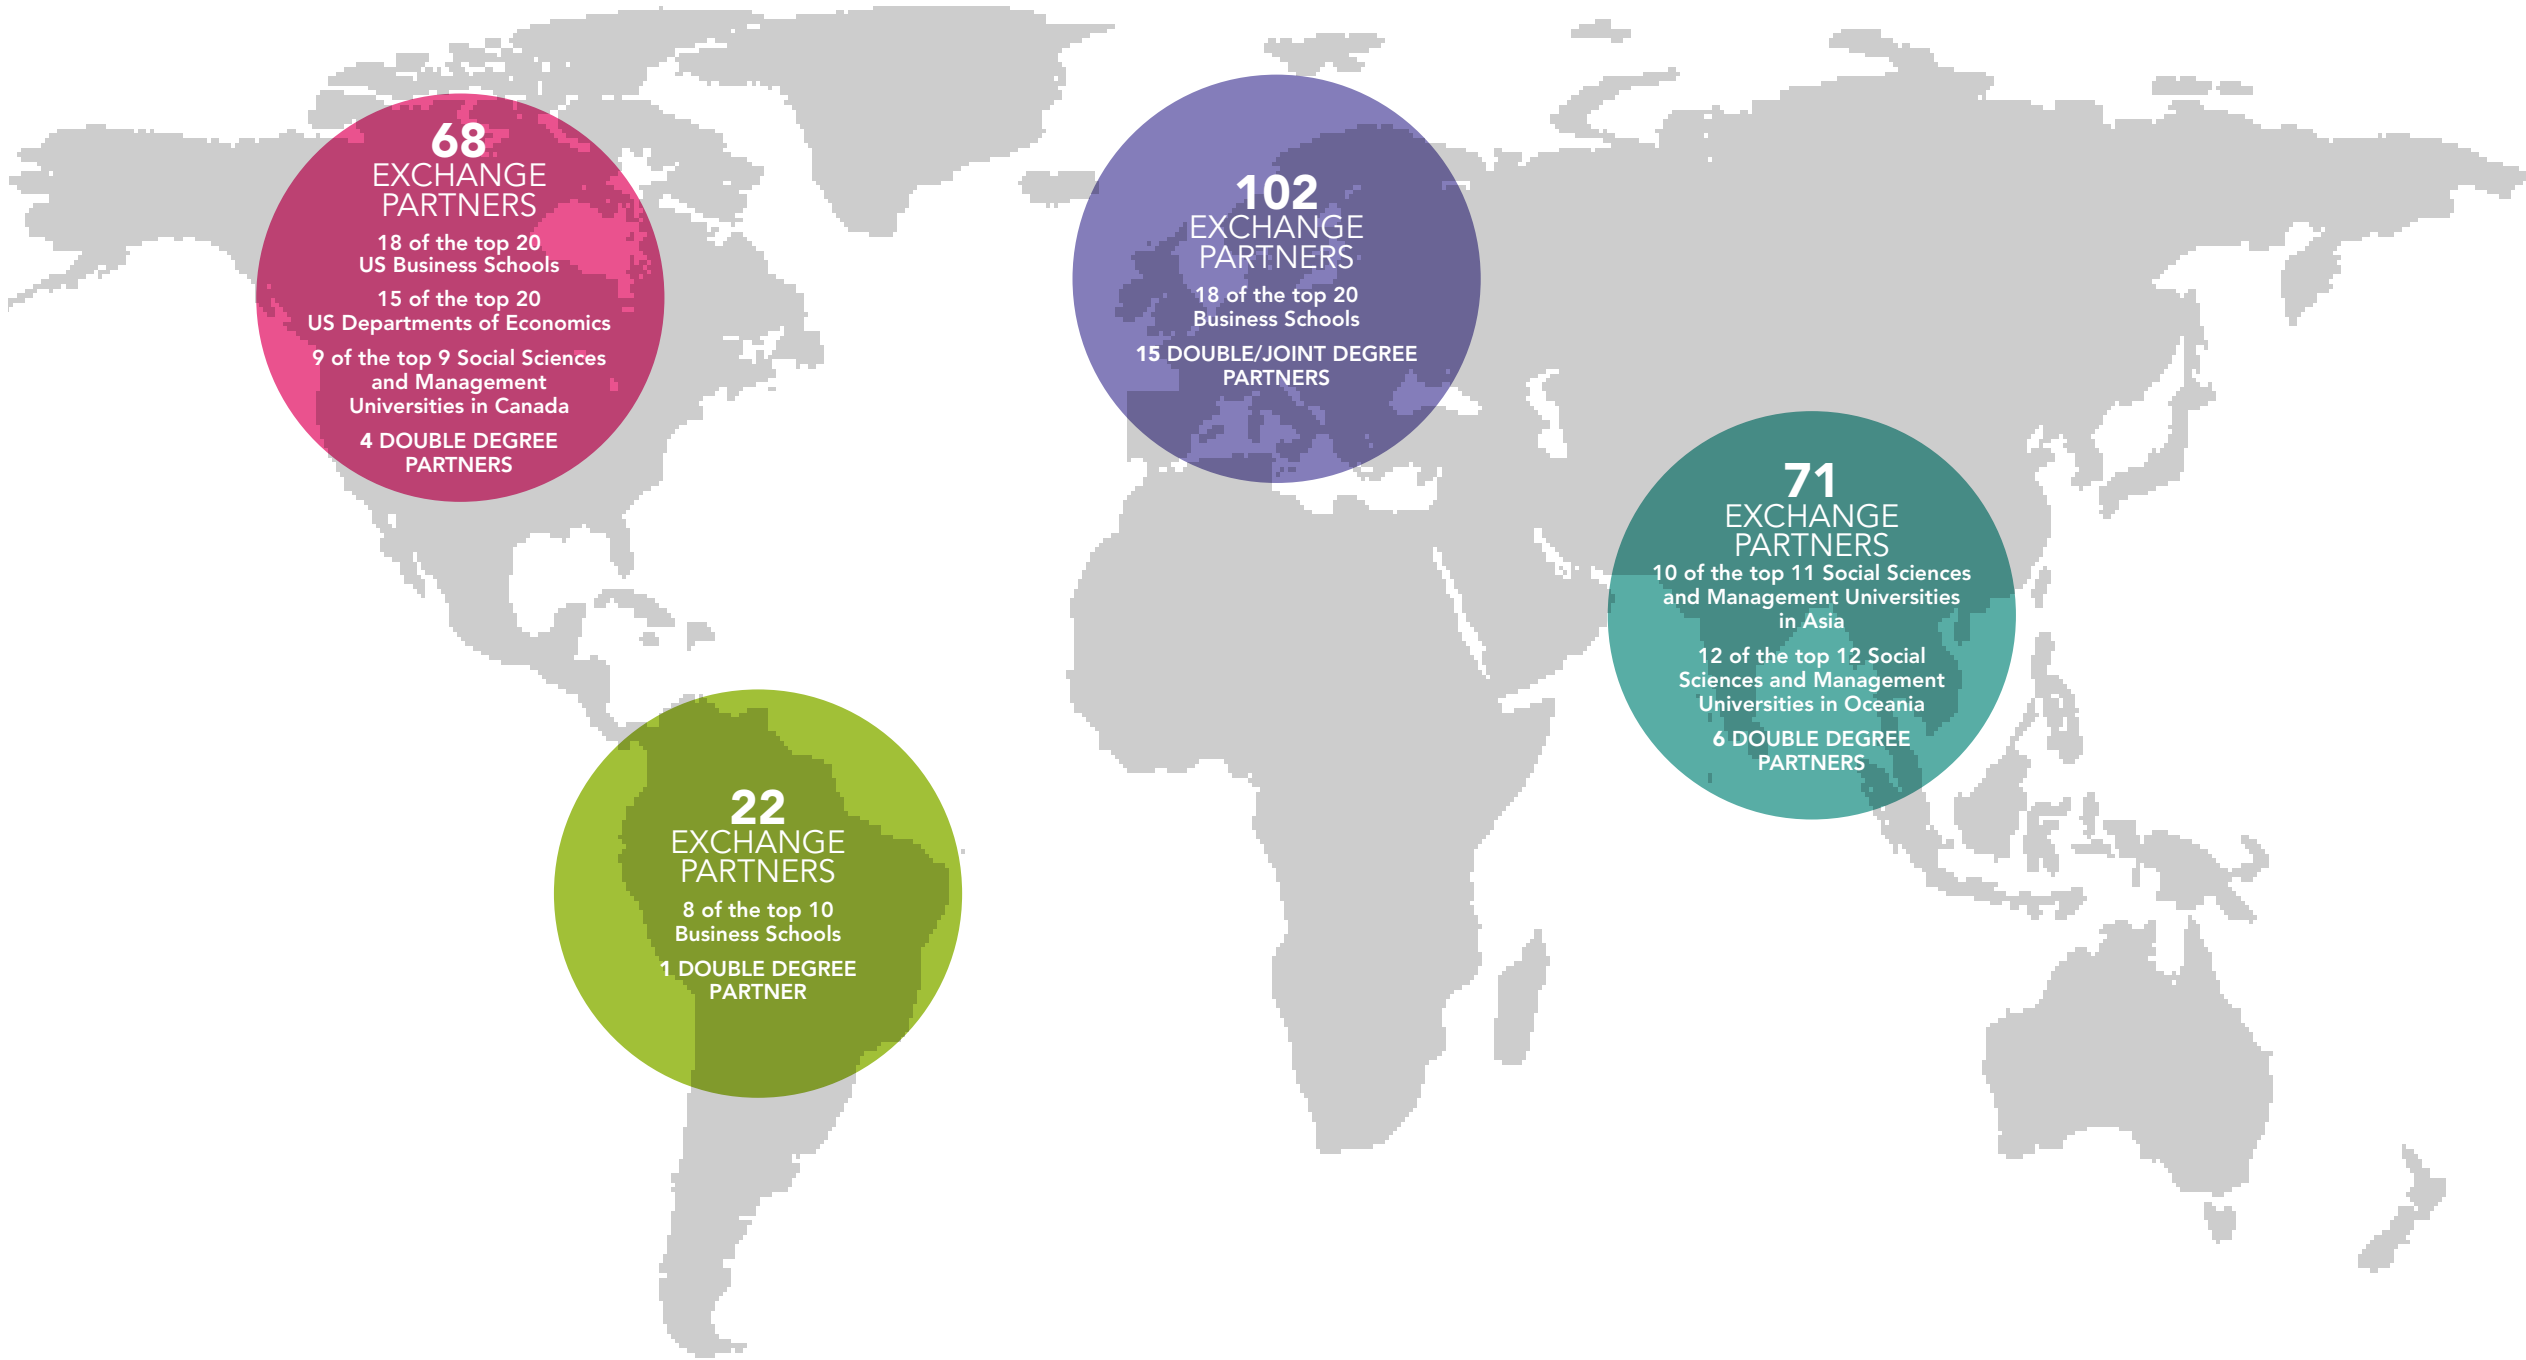 68
EXCHANGE
PARTNERS
18 of the top 20
US Business Schools
15 of the top 20
US Departments of Economics
9 of the top 9 Social Sciences
and Management
Universities in Canada
4 DOUBLE DEGREE
PARTNERS
102
EXCHANGE
PARTNERS
18 of the top 20
Business Schools
15 DOUBLE/JOINT DEGREE
PARTNERS
71
EXCHANGE
PARTNERS
10 of the top 11 Social Sciences
and Management Universities
in Asia
12 of the top 12 Social
Sciences and Management
Universities in Oceania
6 DOUBLE DEGREE
PARTNERS
22
EXCHANGE
PARTNERS
8 of the top 10
Business Schools
1 DOUBLE DEGREE
PARTNER